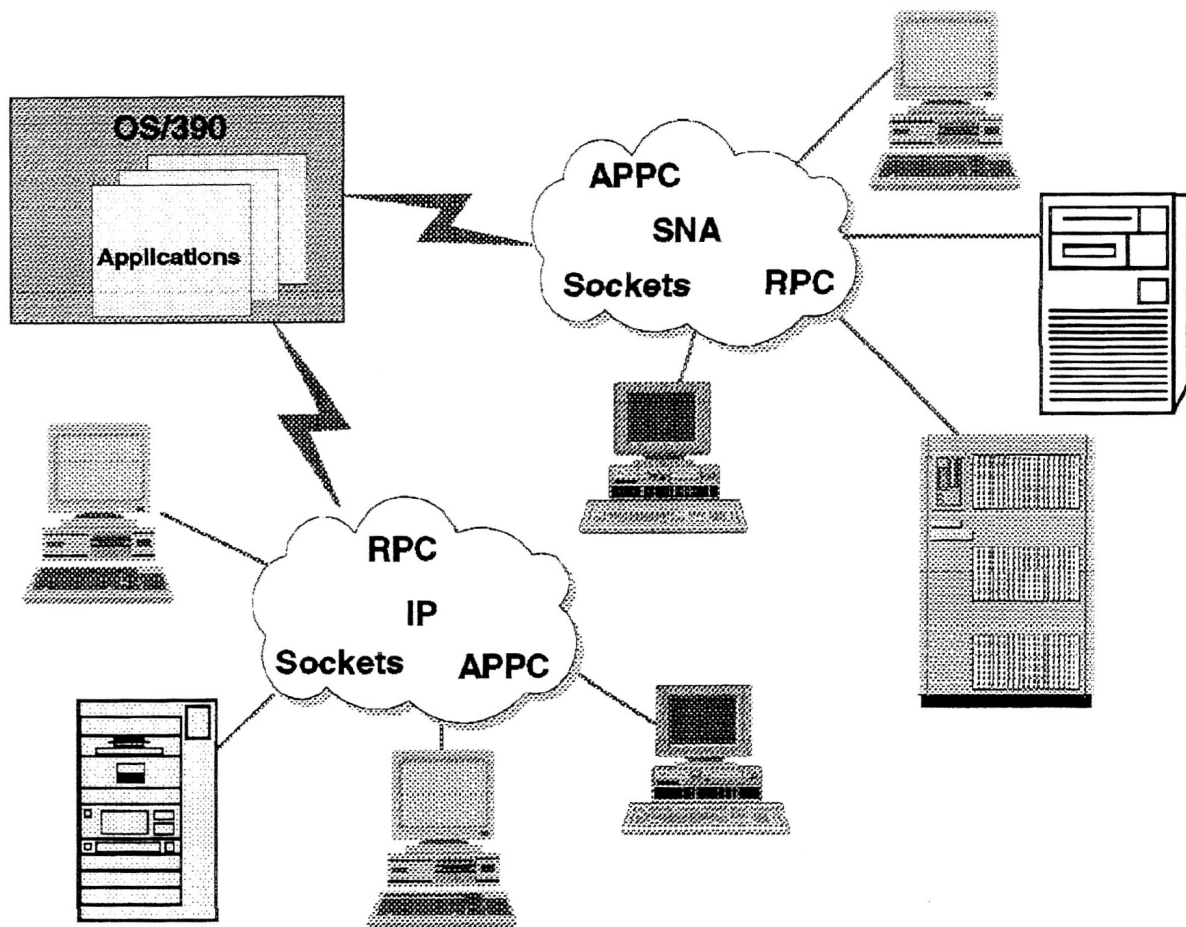 OS/390
Applications
APPC
SNA
Sockets RPC
RPC
IP
Sockets APPC